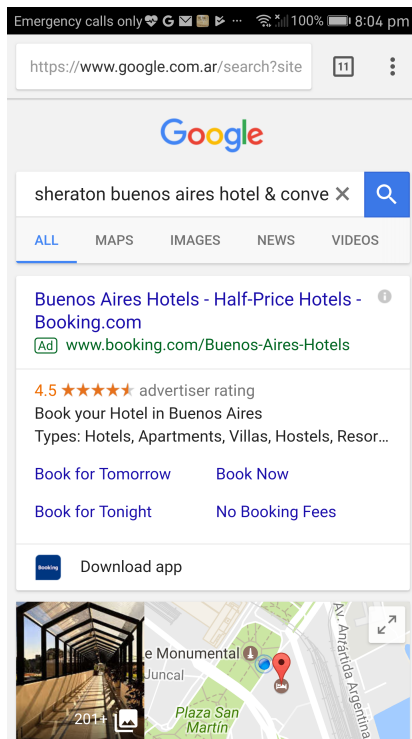 Emergency calls only ... 100% 8:04 pm
https://www.google.com.ar/search?site
11
Google
sheraton buenos aires hotel & conve
ALL MAPS IMAGES NEWS VIDEOS
Buenos Aires Hotels - Half-Price Hotels -
Booking.com
Ad www.booking.com/Buenos-Aires-Hotels
4.5 advertiser rating
Book your Hotel in Buenos Aires
Types: Hotels, Apartments, Villas, Hostels, Resor...
Book for Tomorrow Book Now
Book for Tonight No Booking Fees
Booking Download app
201+
e Monumental
Juncal
Plaza San
Martín
Av. Antártida Argentina